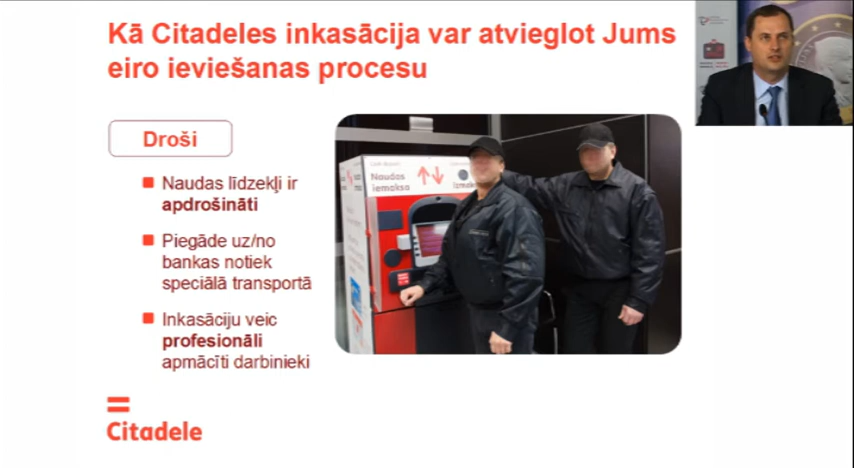 Kā Citadeles inkasācija var atvieglot Jums
eiro ieviešanas procesu
Droši
Naudas līdzekļi ir
apdrošināti
Piegāde uz/no
bankas notiek
speciālā transportā
Inkasāciju veic
profesionāli
apmācīti darbinieki
Naudas
iemaksa
Izmaksa
Citadele